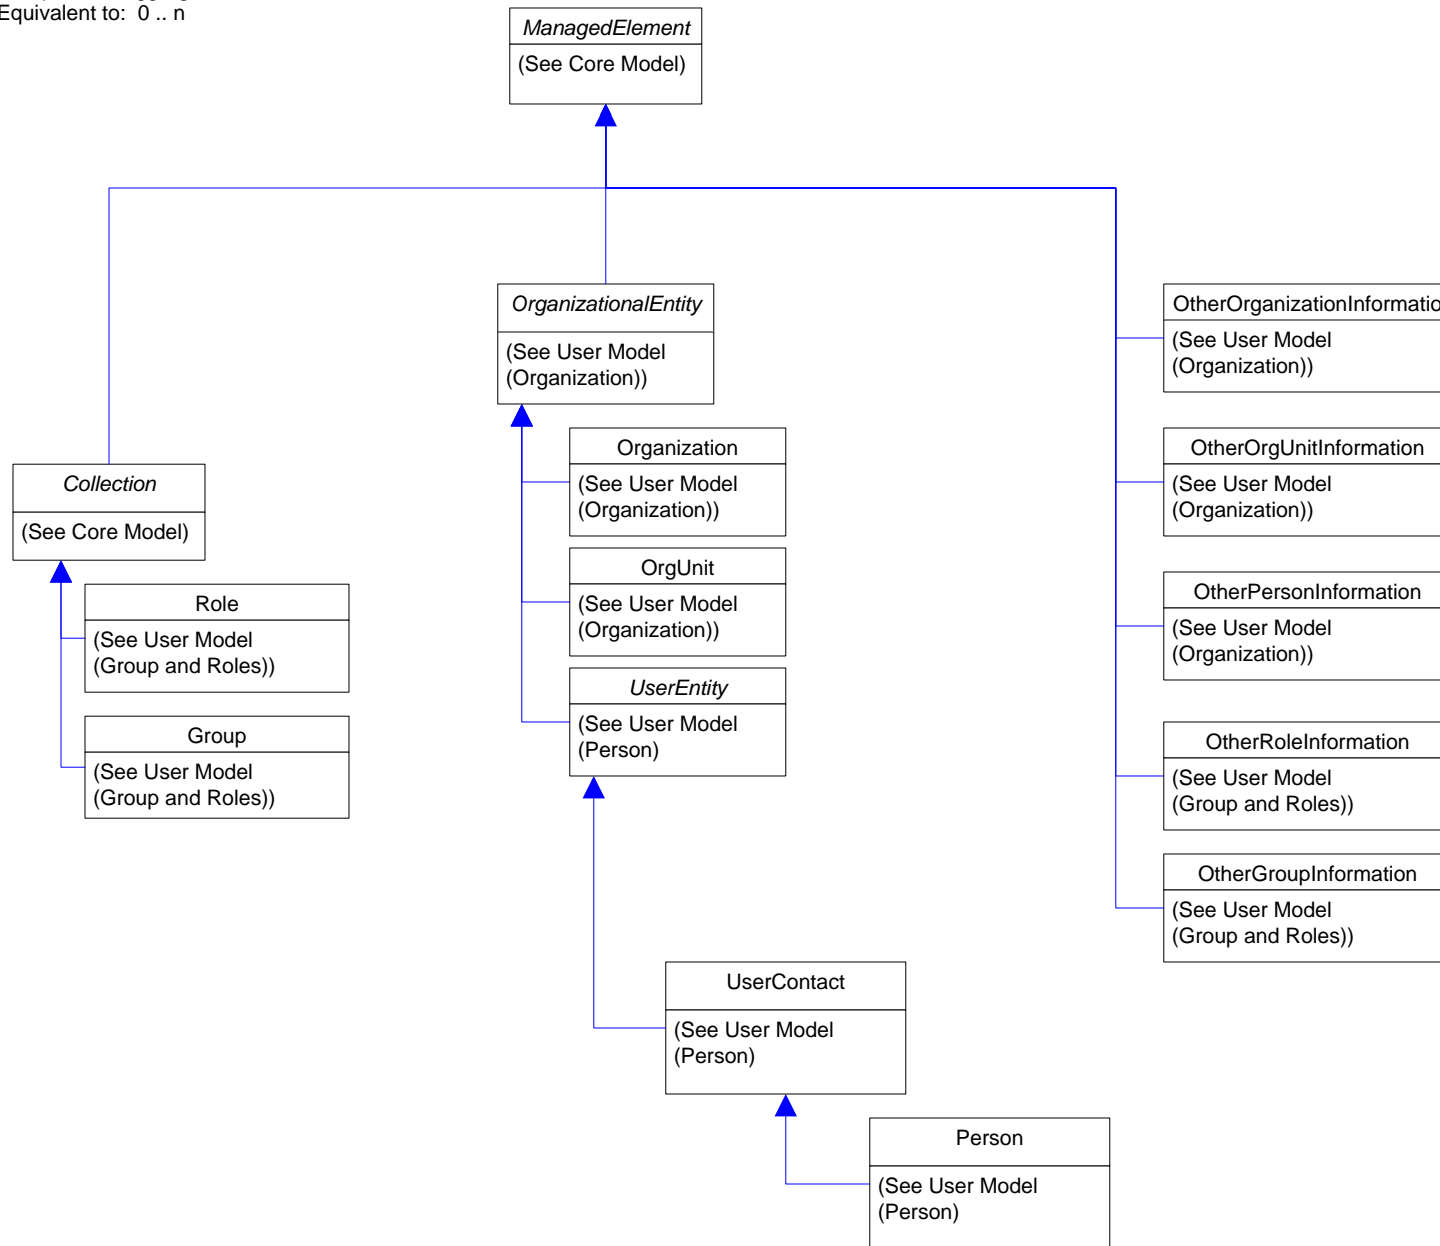 Equivalent to: 0 .. n
ManagedElement
(See Core Model)
OrganizationalEntity
(See User Model
(Organization))
Organization
(See User Model
(Organization))
OrgUnit
(See User Model
(Organization))
UserEntity
(See User Model
(Person)
Collection
(See Core Model)
Role
(See User Model
(Group and Roles))
Group
(See User Model
(Group and Roles))
OtherOrganizationInformatio
(See User Model
(Organization))
OtherOrgUnitInformation
(See User Model
(Organization))
OtherPersonInformation
(See User Model
(Organization))
OtherRoleInformation
(See User Model
(Group and Roles))
OtherGroupInformation
(See User Model
(Group and Roles))
UserContact
(See User Model
(Person)
Person
(See User Model
(Person)